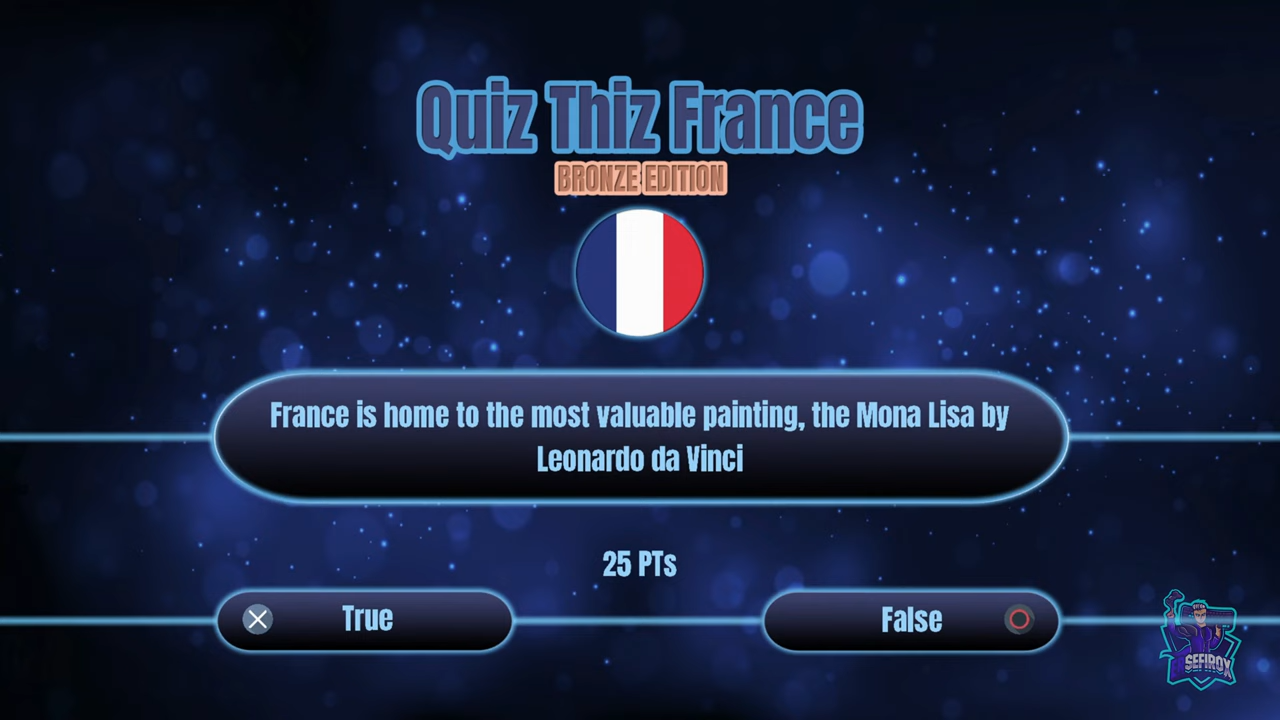 Quiz Thiz France
BRONZE EDITION
France is home to the most valuable painting, the Mona Lisa by
Leonardo da Vinci
25 PTs
True
False
SEFIROX